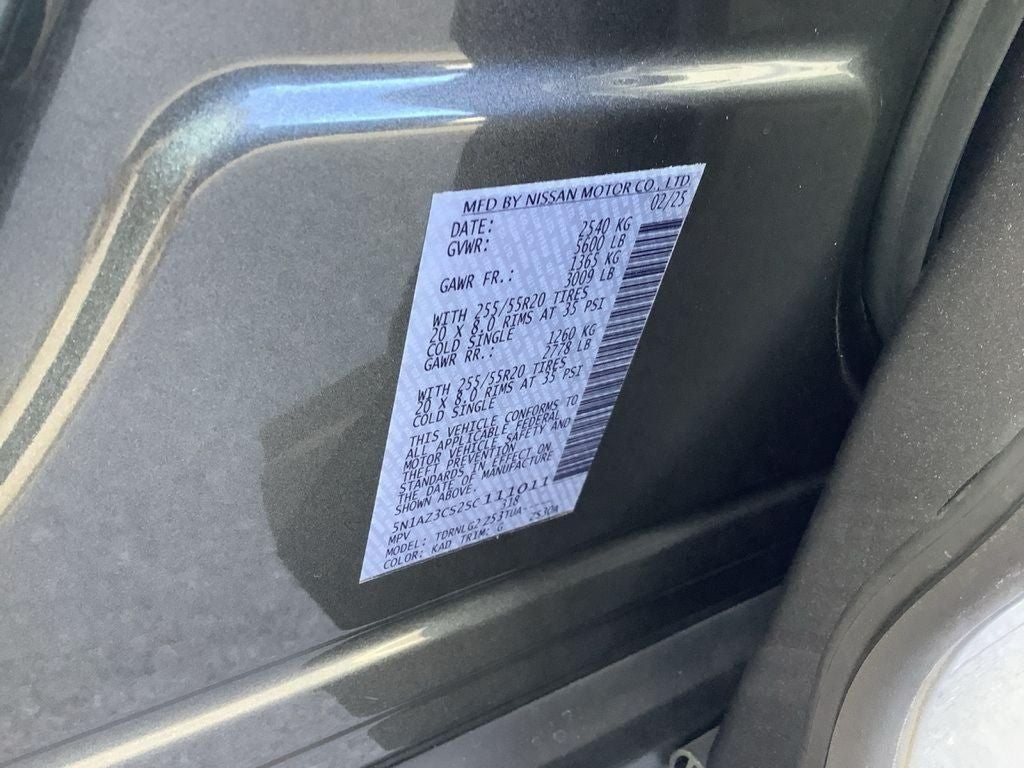 MFD BY NISSAN MOTOR CO., LTD
DATE: 02/25
GVWR: 2540 KG
5600 LB
GAWR FR.: 1365 KG
3009 LB
WITH 255/55R20 TIRES
20 X 8.0 RIMS AT 35 PSI
COLD SINGLE
GAWR RR.: 1260 KG
2778 LB
WITH 255/55R20 TIRES
20 X 8.0 RIMS AT 35 PSI
COLD SINGLE
THIS VEHICLE CONFORMS TO
ALL APPLICABLE FEDERAL
MOTOR VEHICLE SAFETY AND
THEFT PREVENTION
STANDARDS IN EFFECT ON
THE DATE OF MANUFACTURE
SHOWN ABOVE.
5N1AZ3CS2SC111011
MPV 318
MODEL: TDRNLG2 Z53TUA- Z53OA
COLOR: KAD TRIM: G